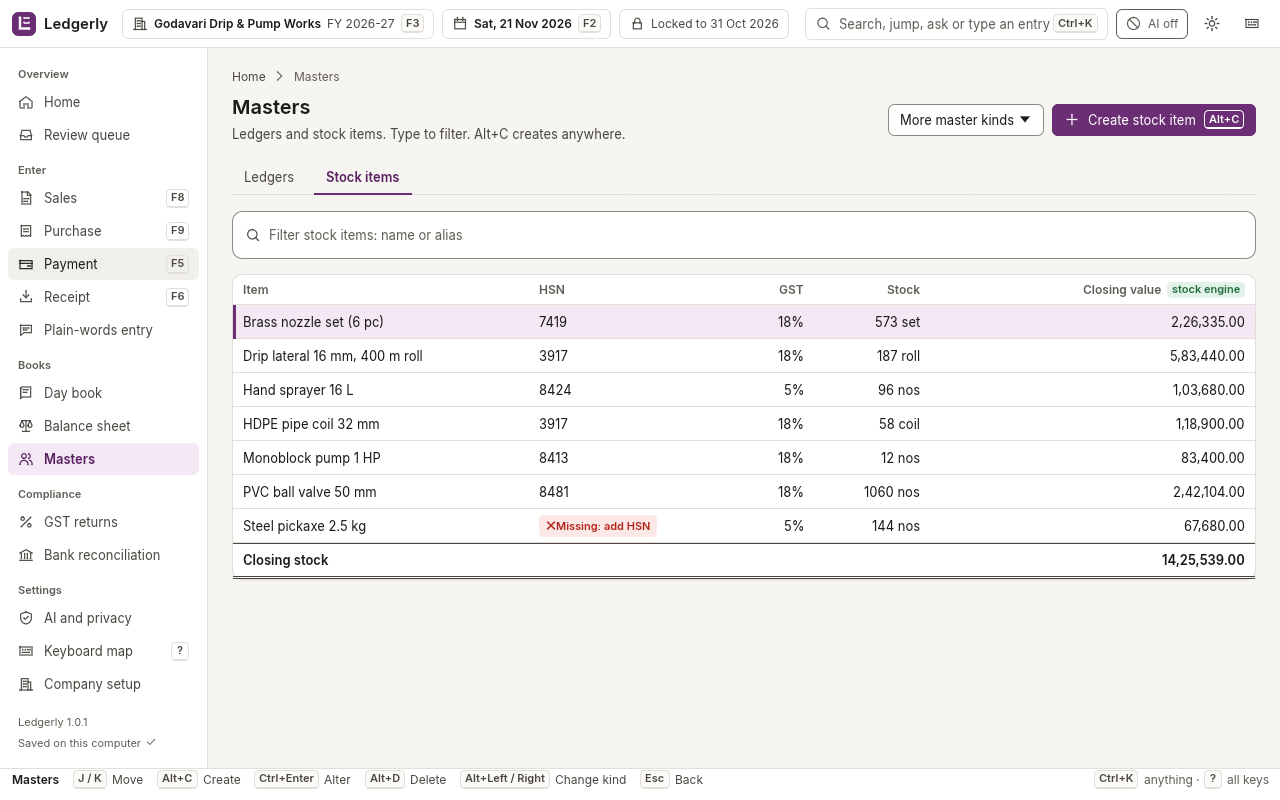 Ledgerly
Godavari Drip & Pump Works FY 2026-27 F3
Sat, 21 Nov 2026 F2
Locked to 31 Oct 2026
Search, jump, ask or type an entry Ctrl+K
AI off
Overview
Home
Review queue
Enter
Sales F8
Purchase F9
Payment F5
Receipt F6
Plain-words entry
Books
Day book
Balance sheet
Masters
Compliance
GST returns
Bank reconciliation
Settings
AI and privacy
Keyboard map ?
Company setup
Ledgerly 1.0.1
Saved on this computer
Home Masters
Masters
Ledgers and stock items. Type to filter. Alt+C creates anywhere.
More master kinds
Create stock item Alt+C
Ledgers Stock items
Filter stock items: name or alias
Item HSN GST Stock Closing value stock engine
Brass nozzle set (6 pc) 7419 18% 573 set 2,26,335.00
Drip lateral 16 mm, 400 m roll 3917 18% 187 roll 5,83,440.00
Hand sprayer 16 L 8424 5% 96 nos 1,03,680.00
HDPE pipe coil 32 mm 3917 18% 58 coil 1,18,900.00
Monoblock pump 1 HP 8413 18% 12 nos 83,400.00
PVC ball valve 50 mm 8481 18% 1060 nos 2,42,104.00
Steel pickaxe 2.5 kg Missing: add HSN 5% 144 nos 67,680.00
Closing stock 14,25,539.00
Masters J / K Move Alt+C Create Ctrl+Enter Alter Alt+D Delete Alt+Left / Right Change kind Esc Back
Ctrl+K anything · ? all keys